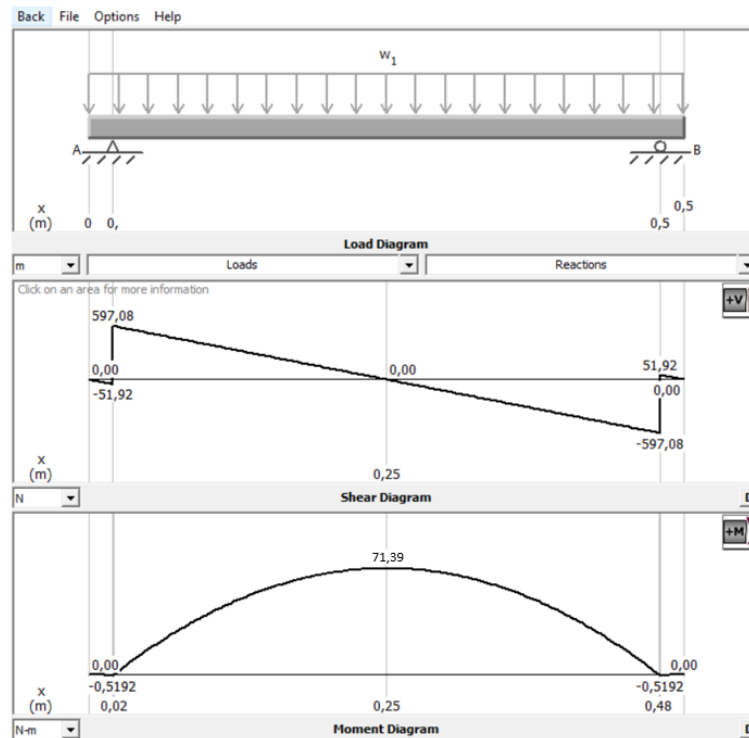 Back File Options Help
w1
A B
x
(m) 0 0, 0,5 0,5
Load Diagram
m Loads Reactions
Click on an area for more information
+V
597,08
0,00 0,00 51,92
-51,92 0,00
-597,08
x
(m) 0,25
N Shear Diagram
+M
71,39
0,00 0,00
-0,5192 -0,5192
x
(m) 0,02 0,25 0,48
N-m Moment Diagram